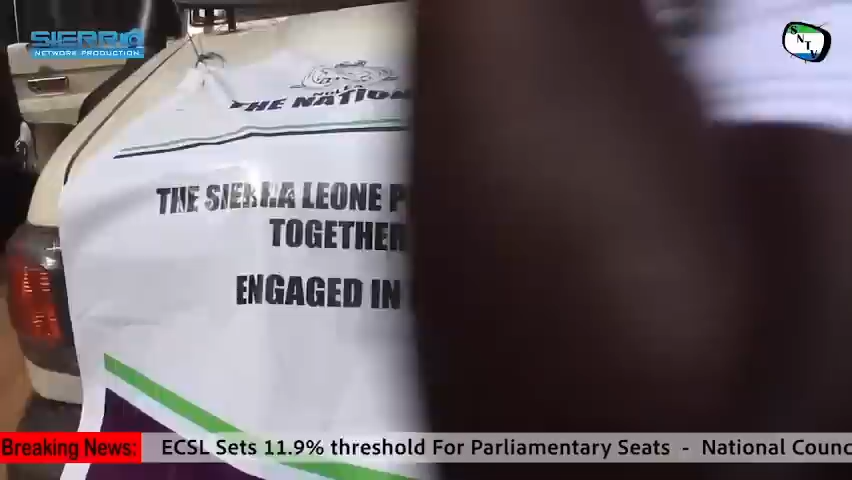 SIERRA
NETWORK PRODUCTION
SNTV
THE NATION
THE SIERRA LEONE P
TOGETHER
ENGAGED IN
Breaking News: ECSL Sets 11.9% threshold For Parliamentary Seats - National Counc